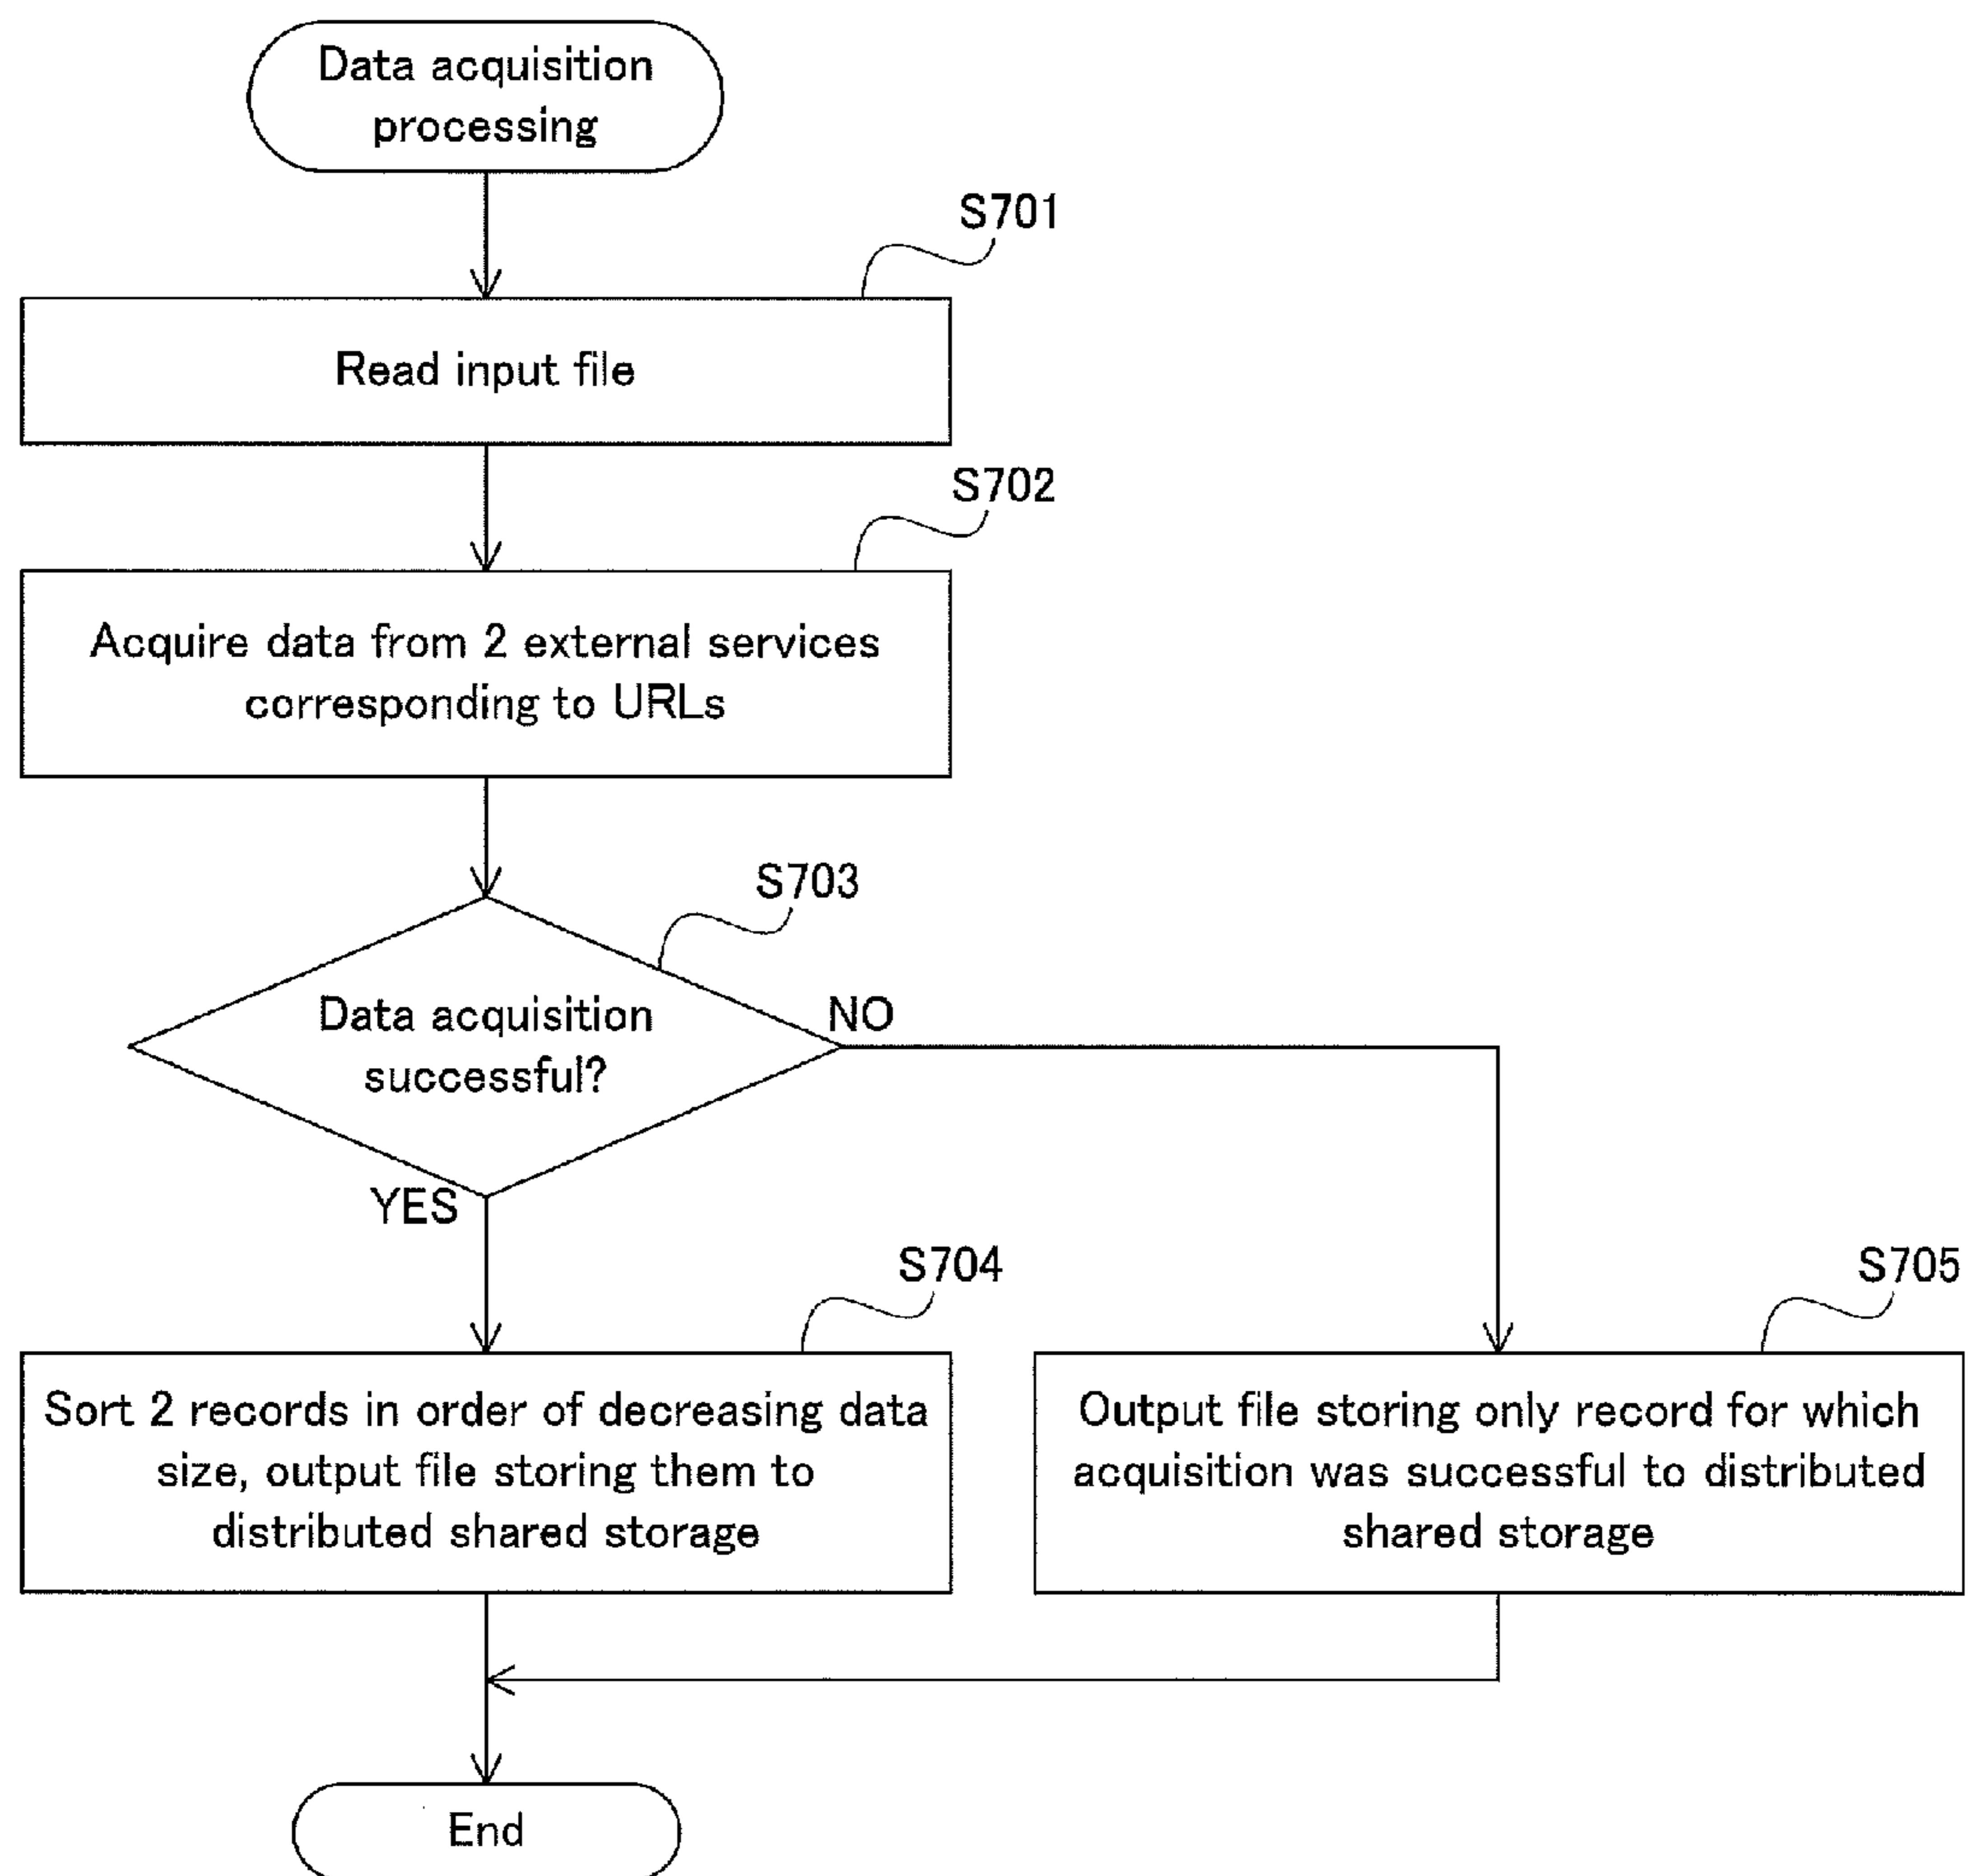 Data acquisition
processing
S701
Read input file
S702
Acquire data from 2 external services
corresponding to URLs
S703
Data acquisition
successful?
NO
YES
S704
Sort 2 records in order of decreasing data
size, output file storing them to
distributed shared storage
S705
Output file storing only record for which
acquisition was successful to distributed
shared storage
End